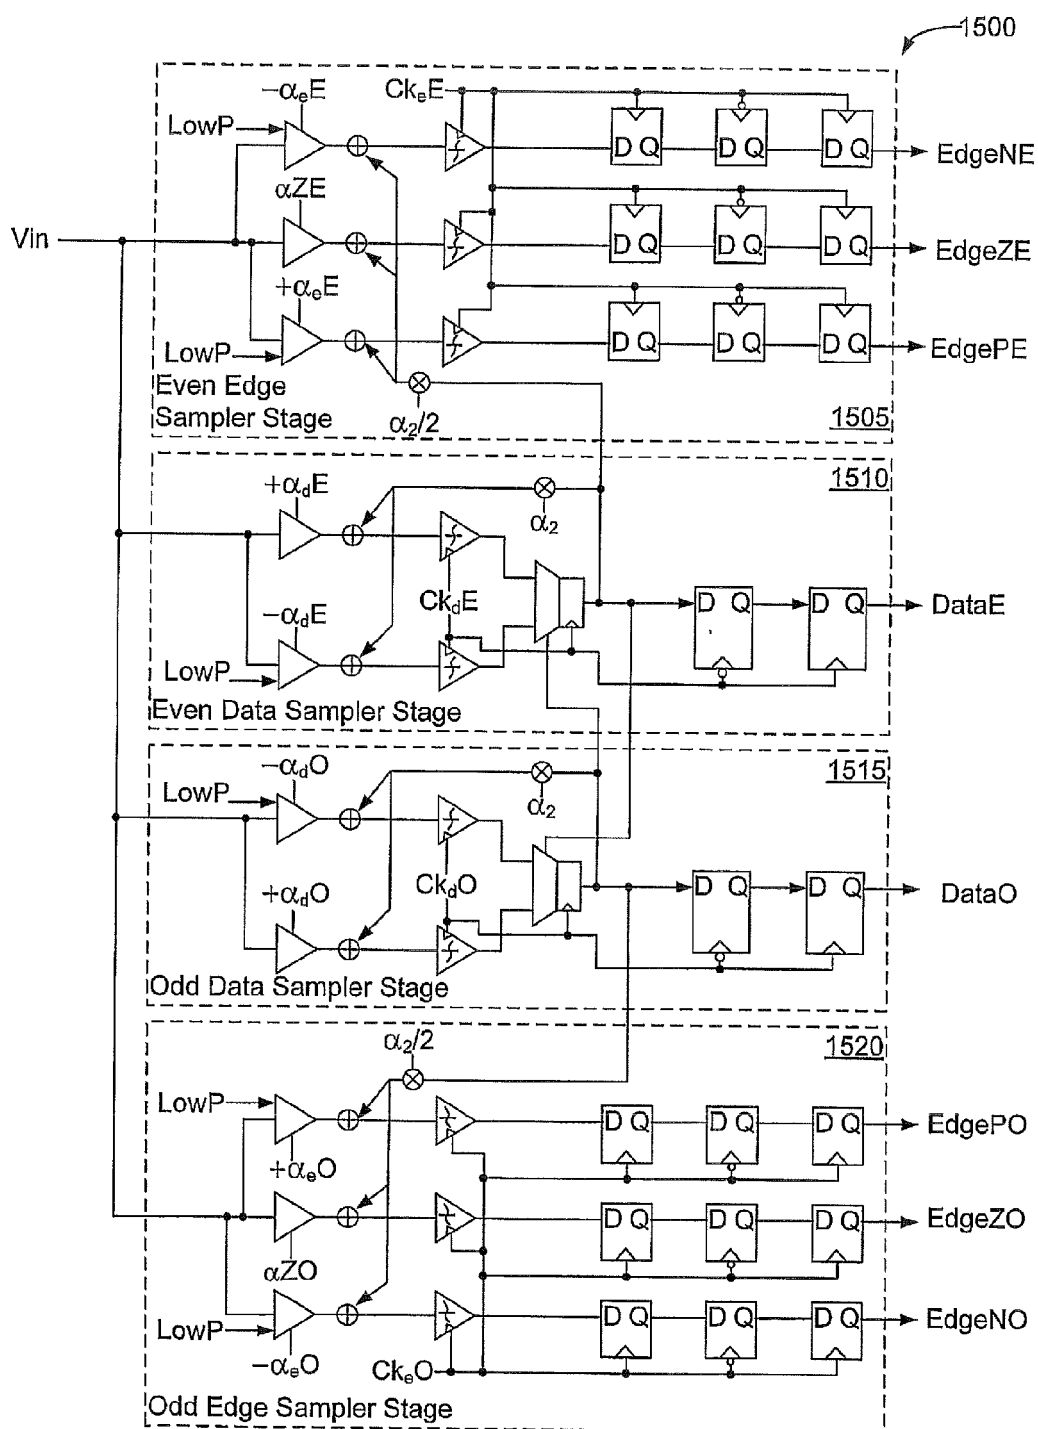 1500
−αeE
CkeE
LowP
D Q
D Q
D Q
EdgeNE
αZE
Vin
D Q
D Q
D Q
EdgeZE
+αeE
D Q
D Q
D Q
EdgePE
LowP
Even Edge
Sampler Stage
α2/2
1505
1510
+αdE
α2
CkdE
D Q
D Q
DataE
−αdE
LowP
Even Data Sampler Stage
1515
−αdO
LowP
α2
CkdO
D Q
D Q
DataO
+αdO
Odd Data Sampler Stage
α2/2
1520
LowP
D Q
D Q
D Q
EdgePO
+αeO
D Q
D Q
D Q
EdgeZO
αZO
LowP
D Q
D Q
D Q
EdgeNO
−αeO
CkeO
Odd Edge Sampler Stage